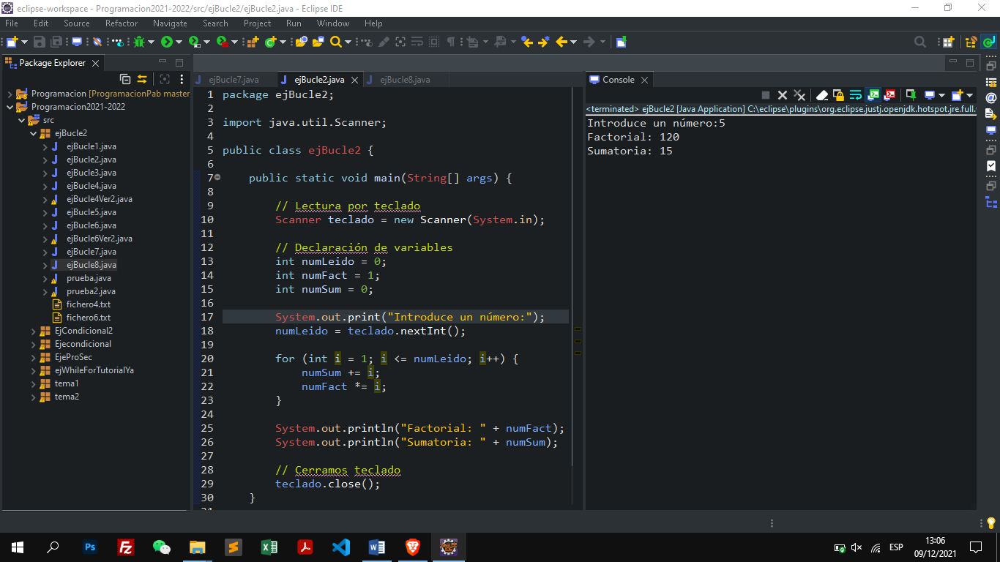 eclipse-workspace - Programacion2021-2022/src/ejBucle2/ejBucle2.java - Eclipse IDE
File Edit Source Refactor Navigate Search Project Run Window Help
Package Explorer
Programacion [ProgramacionPab master
Programacion2021-2022
src
ejBucle2
ejBucle1.java
ejBucle2.java
ejBucle3.java
ejBucle4.java
ejBucle4Ver2.java
ejBucle5.java
ejBucle6.java
ejBucle6Ver2.java
ejBucle7.java
ejBucle8.java
prueba.java
prueba2.java
fichero4.txt
fichero6.txt
EjCondicional2
Ejecondicional
EjeProSec
ejWhileForTutorialYa
tema1
tema2
ejBucle7.java ejBucle2.java ejBucle8.java
1 package ejBucle2;
2
3 import java.util.Scanner;
4
5 public class ejBucle2 {
6
7 public static void main(String[] args) {
8
9 // Lectura por teclado
10 Scanner teclado = new Scanner(System.in);
11
12 // Declaración de variables
13 int numLeido = 0;
14 int numFact = 1;
15 int numSum = 0;
16
17 System.out.print("Introduce un número:");
18 numLeido = teclado.nextInt();
19
20 for (int i = 1; i <= numLeido; i++) {
21 numSum += i;
22 numFact *= i;
23 }
24
25 System.out.println("Factorial: " + numFact);
26 System.out.println("Sumatoria: " + numSum);
27
28 // Cerramos teclado
29 teclado.close();
30 }
31
Console
<terminated> ejBucle2 [Java Application] C:\eclipse\plugins\org.eclipse.justj.openjdk.hotspot.jre.full.
Introduce un número:5
Factorial: 120
Sumatoria: 15
Ps
Fz
ESP
13:06
09/12/2021